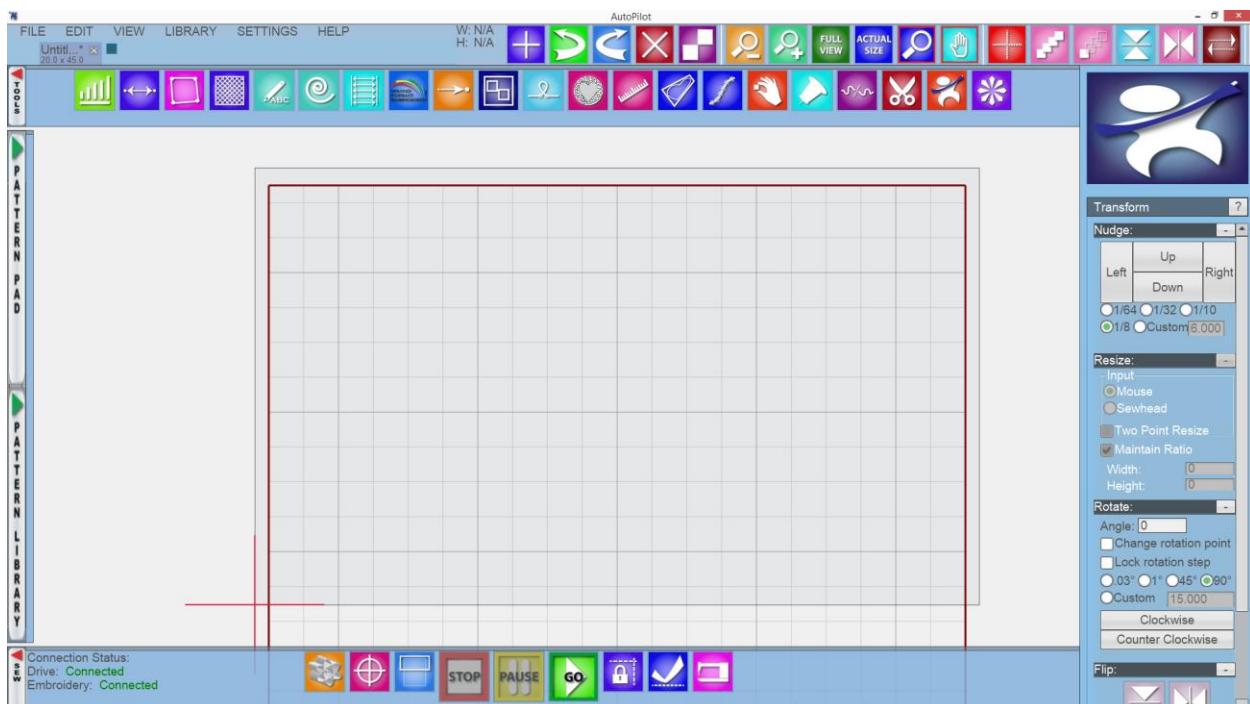 AutoPilot
FILE EDIT VIEW LIBRARY SETTINGS HELP
W: N/A
H: N/A
FULL VIEW
ACTUAL SIZE
Untitl...*
20.0 x 45.0
TOOLS
ABC
PATTERN PAD
PATTERN LIBRARY
Transform ?
Nudge: -
Up
Left Right
Down
1/64 1/32 1/10
1/8 Custom 6.000
Resize: -
Input
Mouse
Sewhead
Two Point Resize
Maintain Ratio
Width: 0
Height: 0
Rotate: -
Angle: 0
Change rotation point
Lock rotation step
.03° 1° 45° 90°
Custom 15.000
Clockwise
Counter Clockwise
Flip: -
SEW
Connection Status:
Drive: Connected
Embroidery: Connected
STOP PAUSE GO